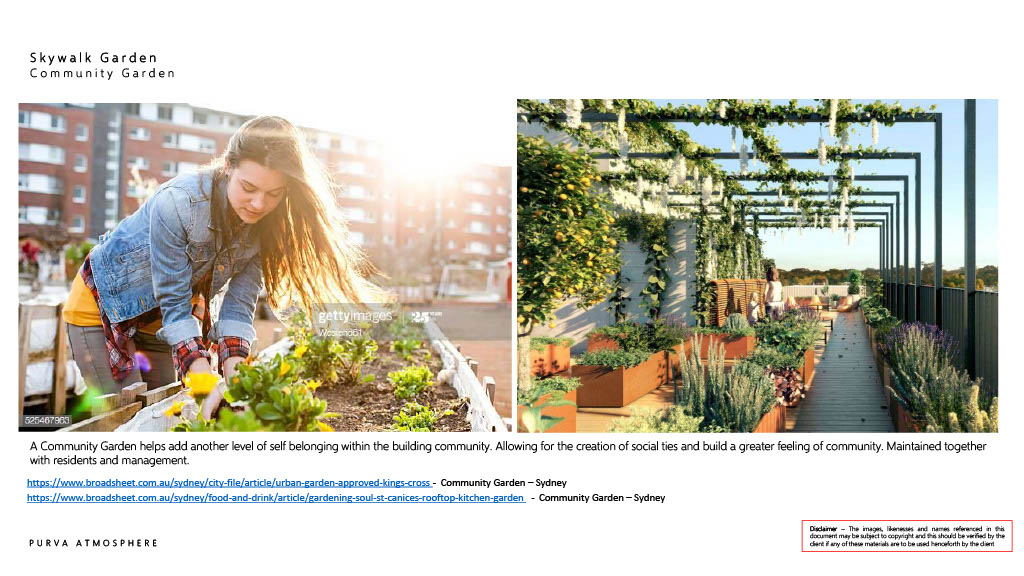 Skywalk Garden
Community Garden
gettyimages
25
Westend61
525467963
A Community Garden helps add another level of self belonging within the building community. Allowing for the creation of social ties and build a greater feeling of community. Maintained together
with residents and management.
https://www.broadsheet.com.au/sydney/city-file/article/urban-garden-approved-kings-cross - Community Garden – Sydney
https://www.broadsheet.com.au/sydney/food-and-drink/article/gardening-soul-st-canices-rooftop-kitchen-garden - Community Garden – Sydney
PURVA ATMOSPHERE
Disclaimer – The images, likenesses and names referenced in this
document may be subject to copyright and this should be verified by the
client if any of these materials are to be used henceforth by the client